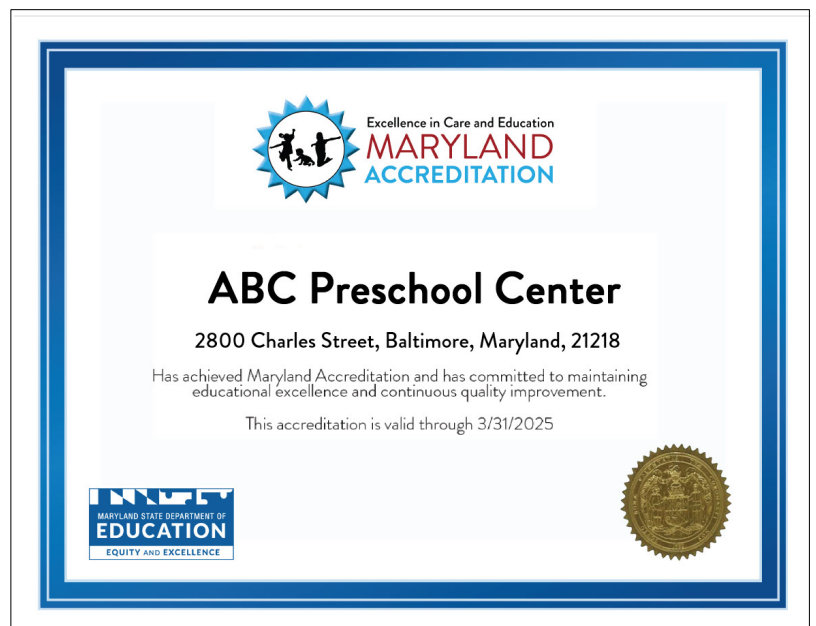 Excellence in Care and Education
MARYLAND
ACCREDITATION
ABC Preschool Center
2800 Charles Street, Baltimore, Maryland, 21218
Has achieved Maryland Accreditation and has committed to maintaining
educational excellence and continuous quality improvement.
This accreditation is valid through 3/31/2025
MARYLAND STATE DEPARTMENT OF
EDUCATION
EQUITY AND EXCELLENCE